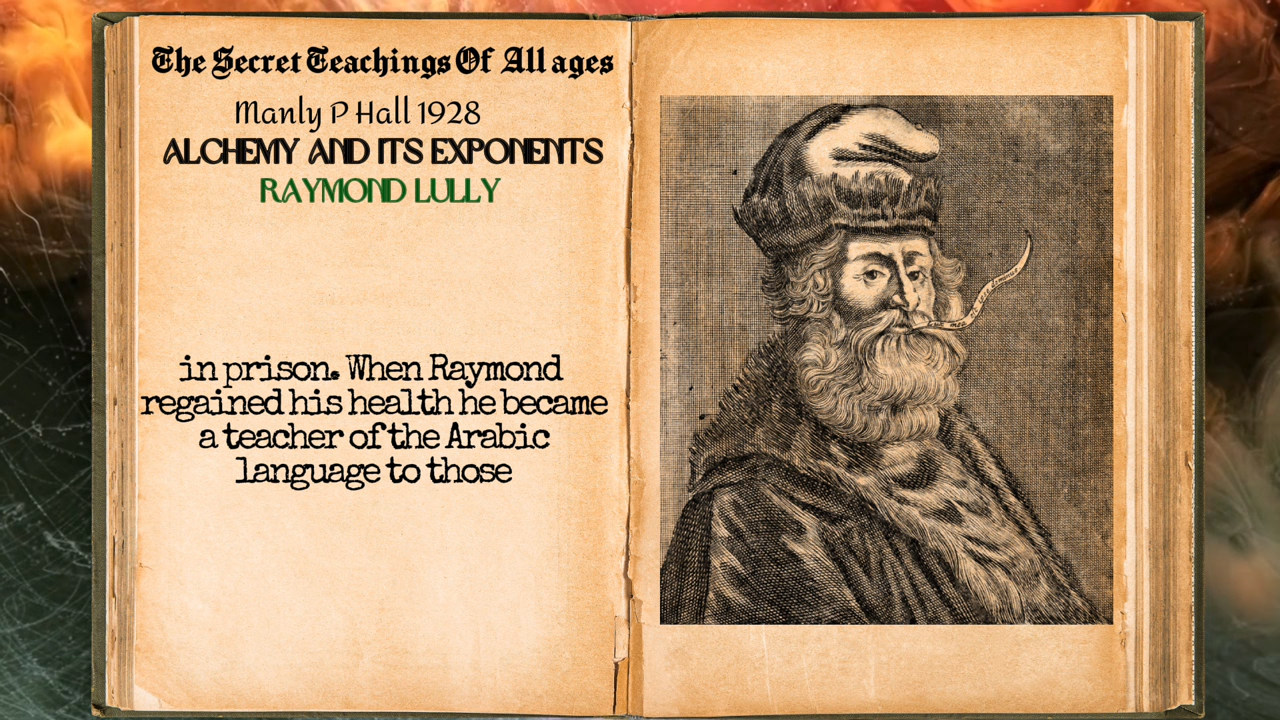 The Secret Teachings Of All ages
Manly P Hall 1928
ALCHEMY AND ITS EXPONENTS
RAYMOND LULLY
in prison. When Raymond
regained his health he became
a teacher of the Arabic
language to those